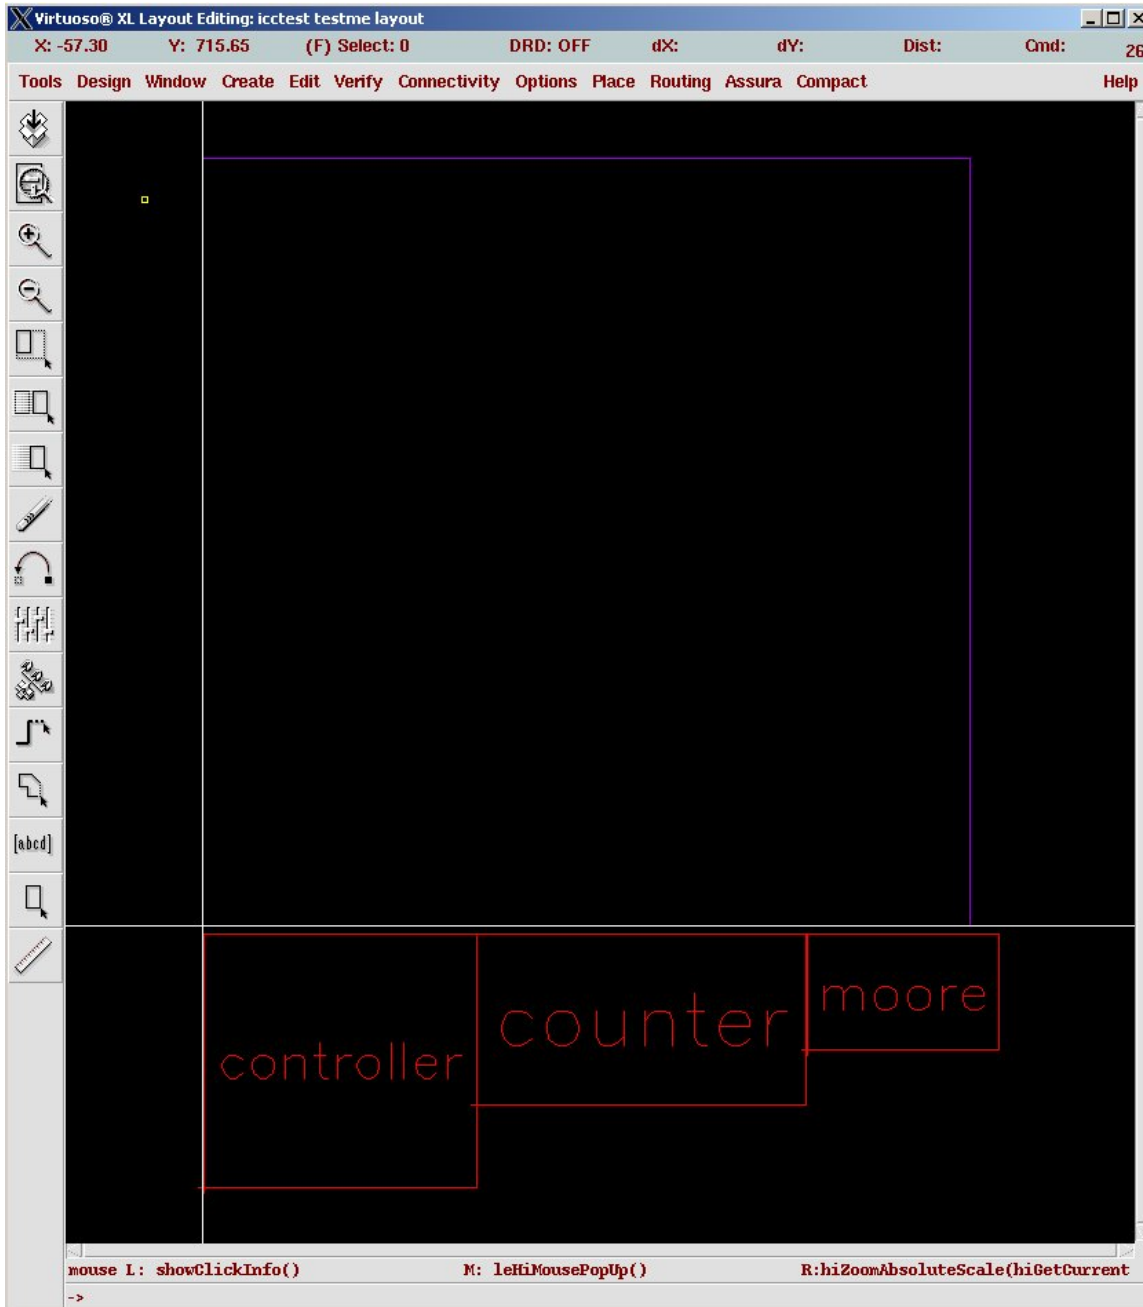 Virtuoso® XL Layout Editing: icctest testme layout
X: -57.30 Y: 715.65 (F) Select: 0 DRD: OFF dX: dY: Dist: Cmd: 26
Tools Design Window Create Edit Verify Connectivity Options Place Routing Assura Compact Help
[abcd]
moore
counter
controller
mouse L: showClickInfo() M: leHiMousePopUp() R:hiZoomAbsoluteScale(hiGetCurrent
->